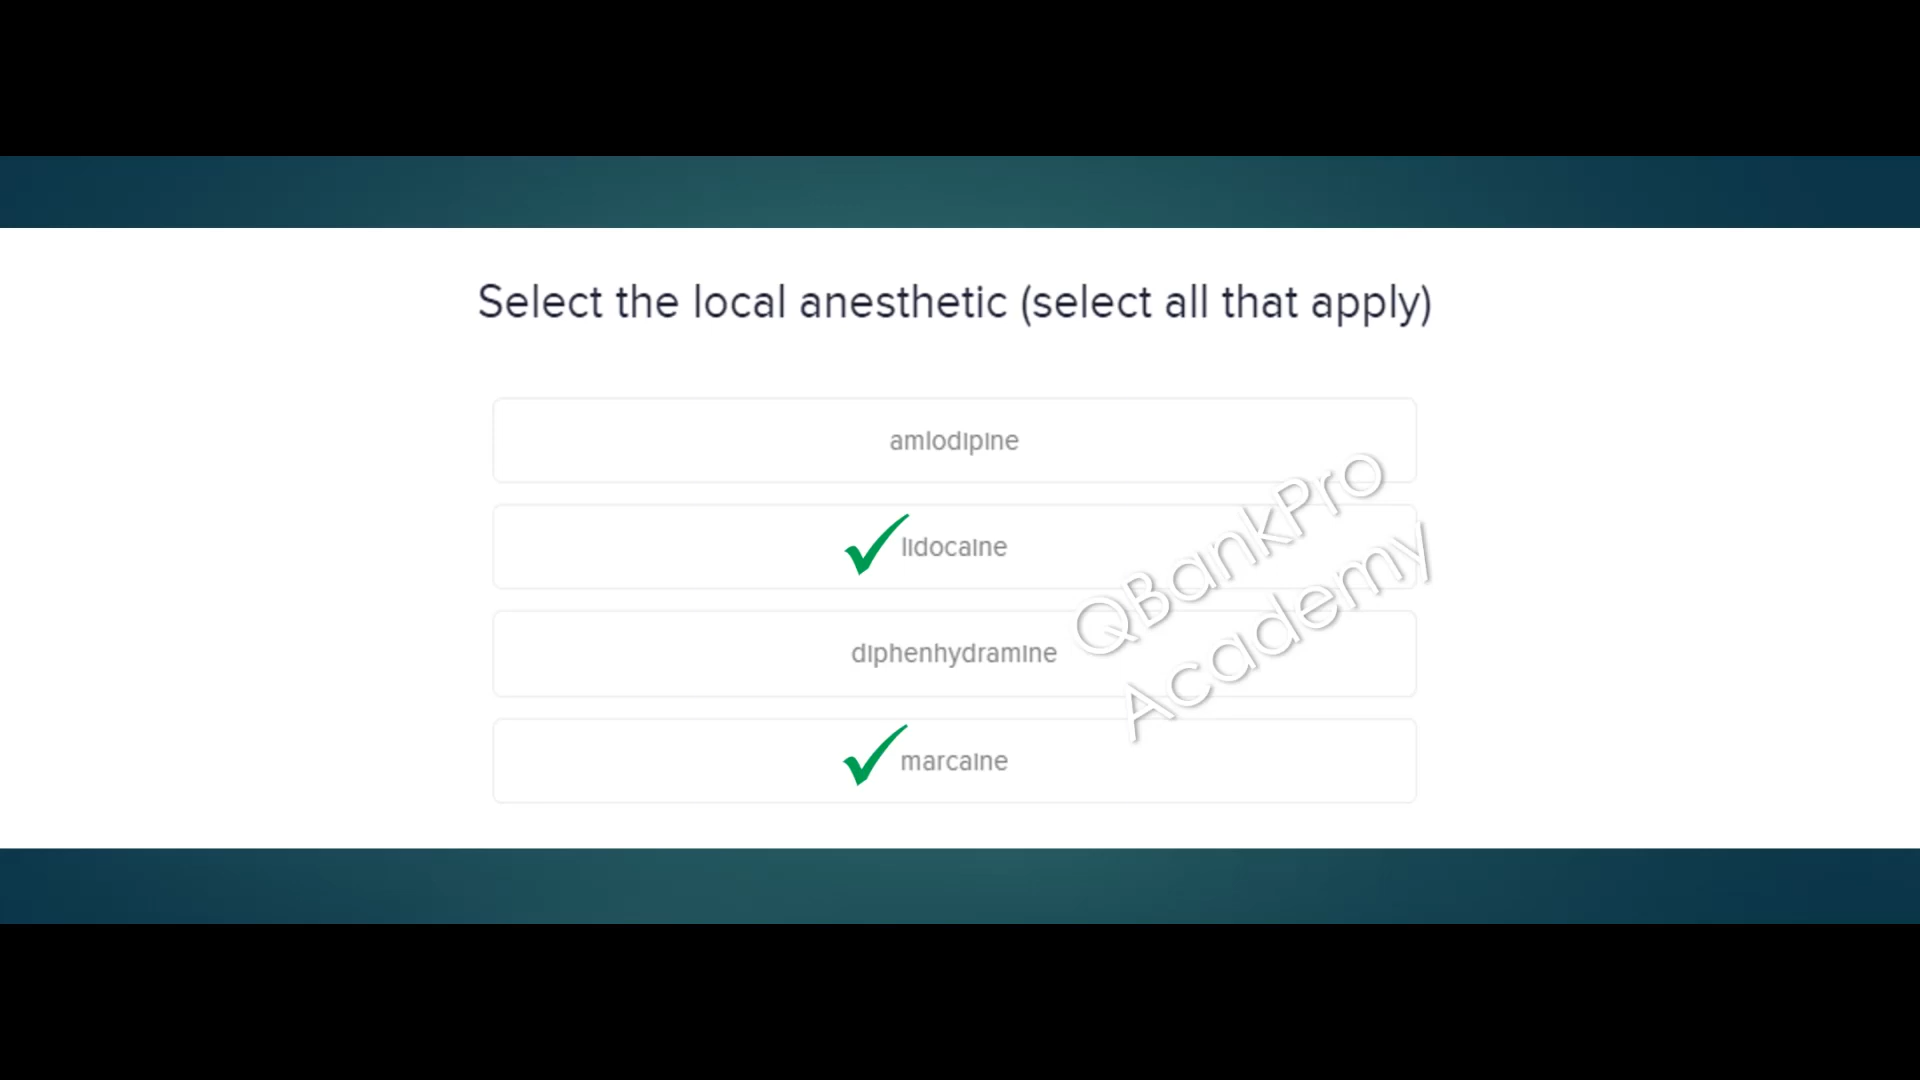 Select the local anesthetic (select all that apply)
amlodipine
lidocaine
diphenhydramine
marcaine
QBankPro
Academy